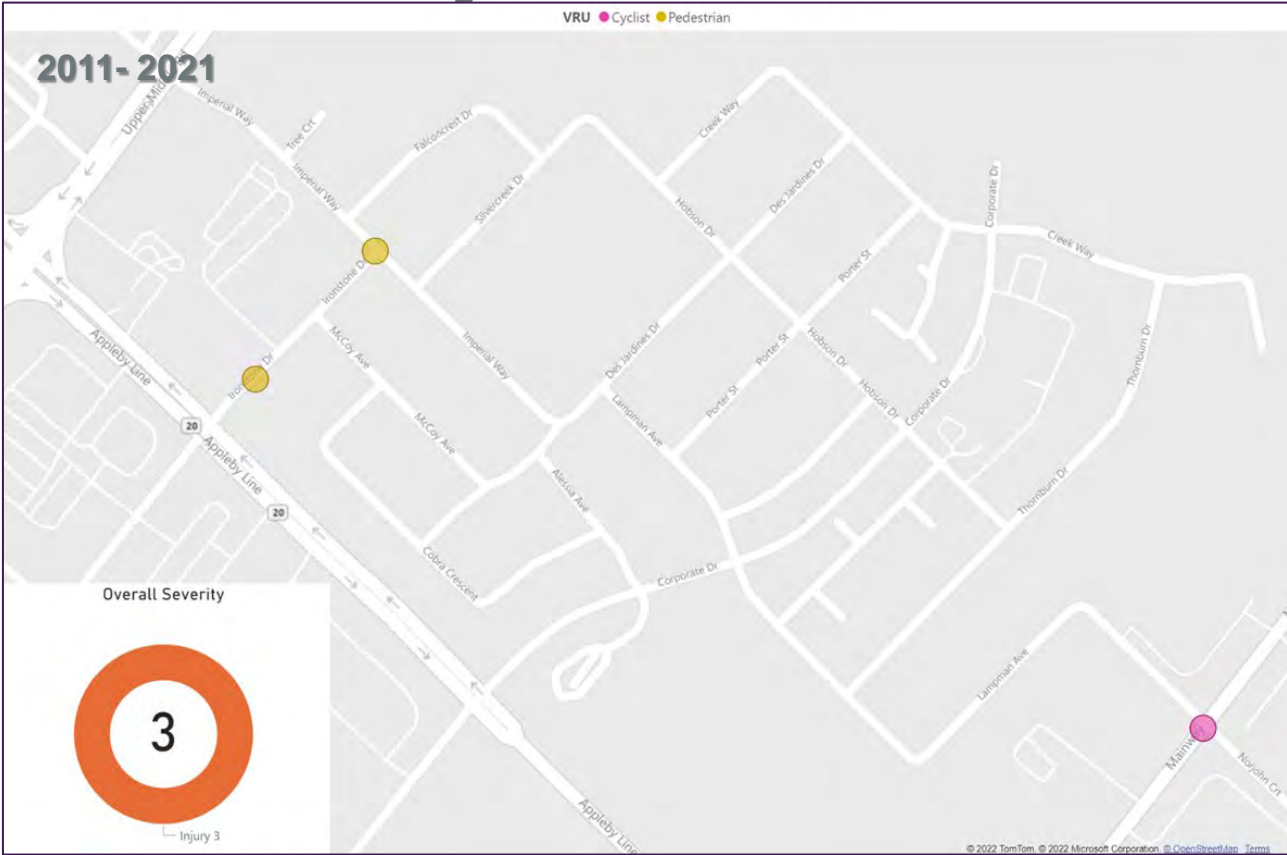 VRU Cyclist Pedestrian
2011- 2021
Upper Mid
Imperial Way
Tree Crt
Falconcrest Dr
Creek Way
Imperial Way
Silvercreek Dr
Des Jardines Dr
Hobson Dr
Corporate Dr
Creek Way
Porter St
Ironstone Dr
McCoy Ave
Imperial Way
Des Jardines Dr
Hobson Dr
Porter St
Thornburn Dr
Appleby Line
Hobson Dr
Corporate Dr
Porter St
Lampman Ave
McCoy Ave
20
Appleby Line
20
Alessia Ave
Thornburn Dr
Cobra Crescent
Corporate Dr
Overall Severity
3
Injury 3
Lampman Ave
Norjohn Crt
Appleby Line
© 2022 TomTom, © 2022 Microsoft Corporation, © OpenStreetMap Terms